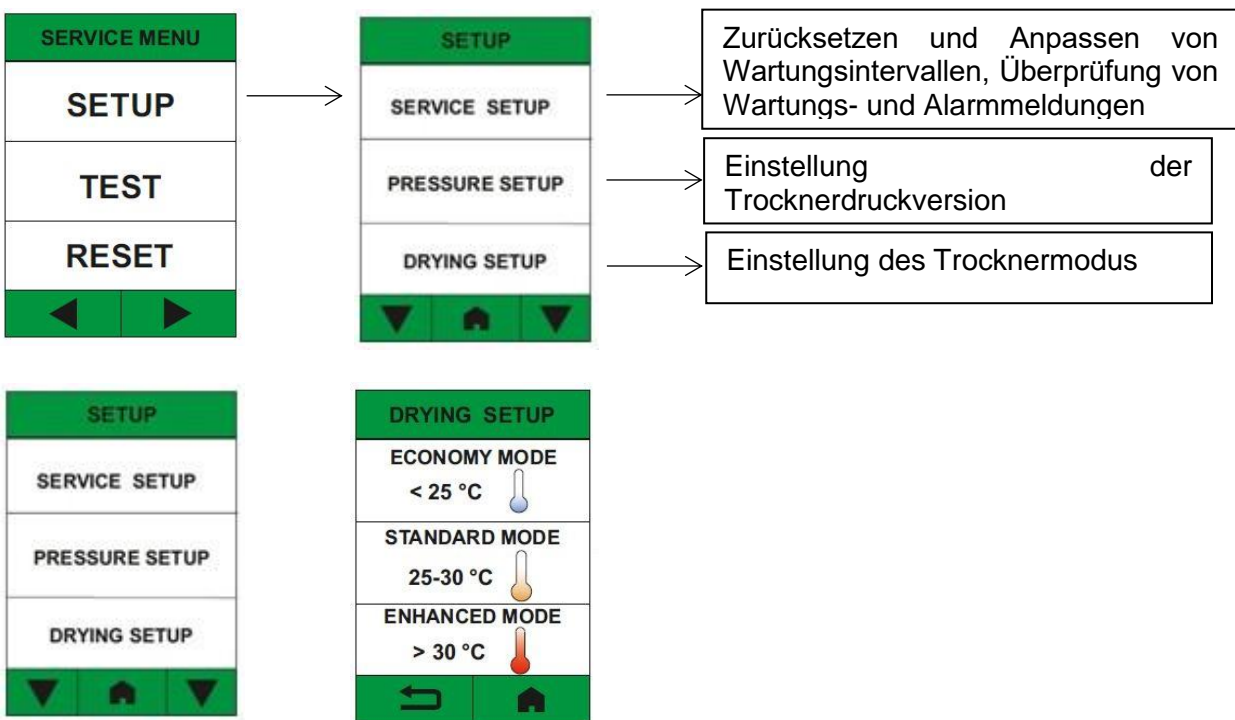 SERVICE MENU
SETUP
TEST
RESET
SETUP
SERVICE SETUP
PRESSURE SETUP
DRYING SETUP
Zurücksetzen und Anpassen von
Wartungsintervallen, Überprüfung von
Wartungs- und Alarmmeldungen
Einstellung der
Trocknerdruckversion
Einstellung des Trocknermodus
SETUP
SERVICE SETUP
PRESSURE SETUP
DRYING SETUP
DRYING SETUP
ECONOMY MODE
< 25 °C
STANDARD MODE
25-30 °C
ENHANCED MODE
> 30 °C